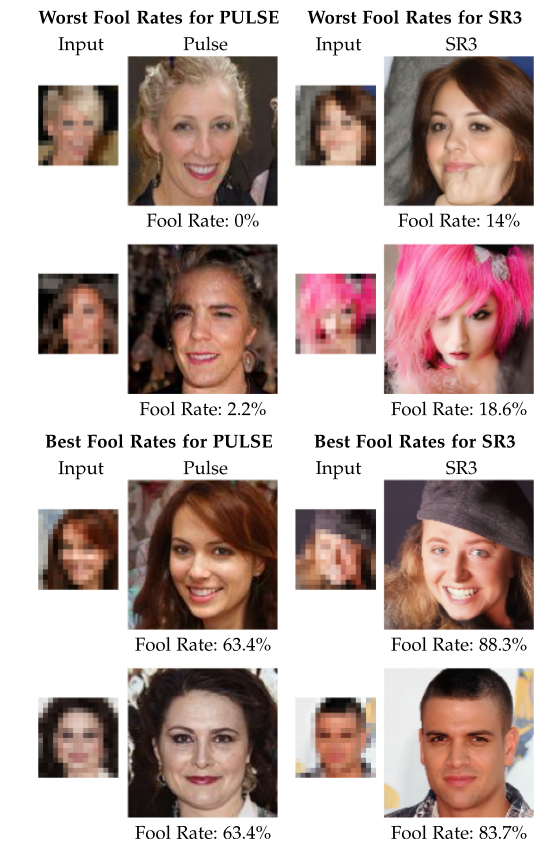 Worst Fool Rates for PULSE Worst Fool Rates for SR3
Input Pulse Input SR3
Fool Rate: 0% Fool Rate: 14%
Fool Rate: 2.2% Fool Rate: 18.6%
Best Fool Rates for PULSE Best Fool Rates for SR3
Input Pulse Input SR3
Fool Rate: 63.4% Fool Rate: 88.3%
Fool Rate: 63.4% Fool Rate: 83.7%